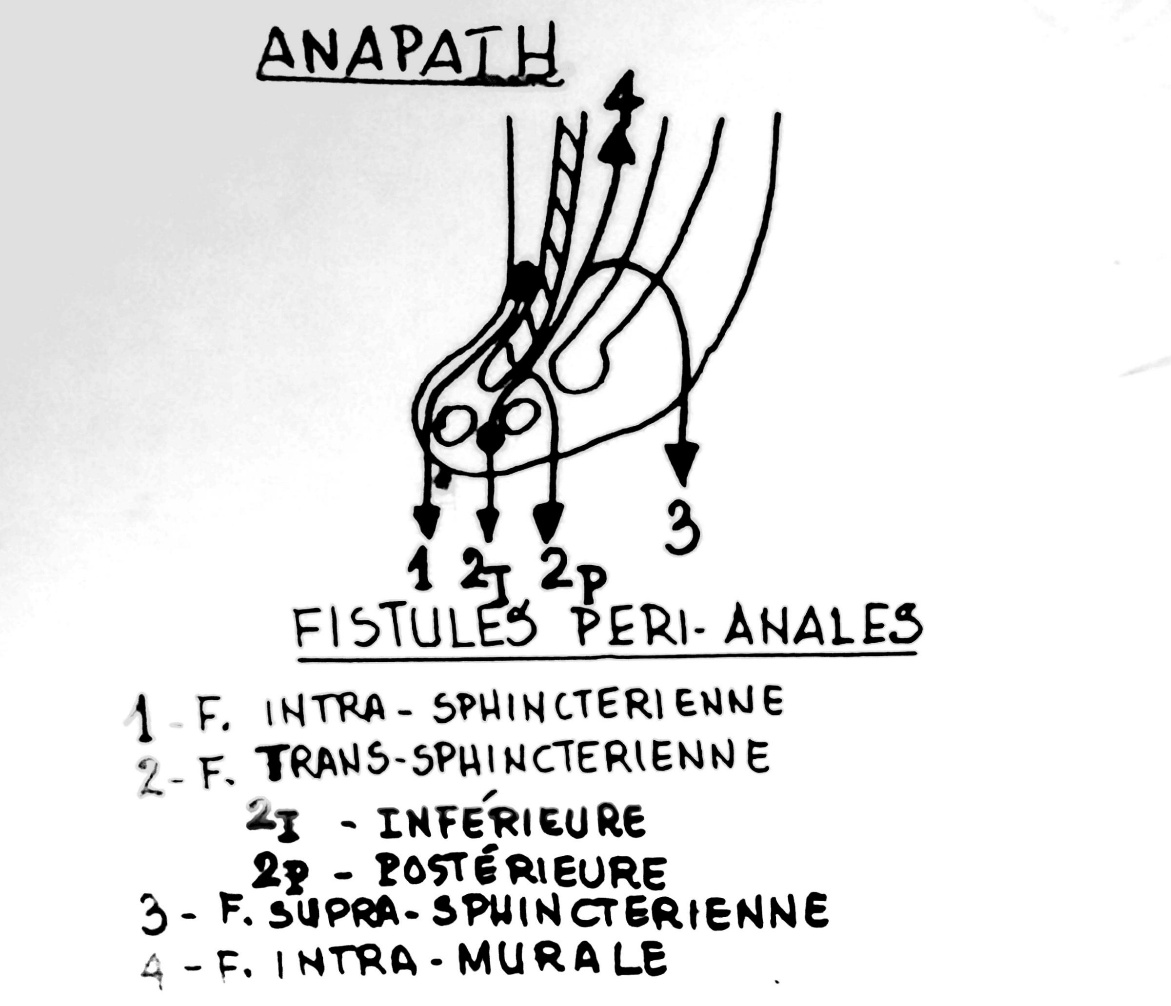 ANAPATH
4
3
1 2I 2P
FISTULES PERI-ANALES
1 - F. INTRA - SPHINCTERIENNE
2 - F. TRANS-SPHINCTERIENNE
2I - INFÉRIEURE
2P - POSTÉRIEURE
3 - F. SUPRA-SPHINCTERIENNE
4 - F. INTRA - MURALE